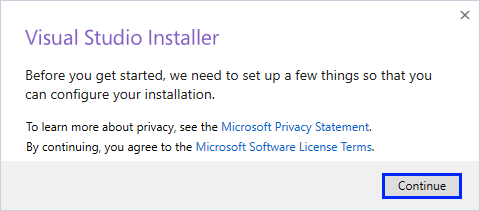 Visual Studio Installer
Before you get started, we need to set up a few things so that you
can configure your installation.
To learn more about privacy, see the Microsoft Privacy Statement.
By continuing, you agree to the Microsoft Software License Terms.
Continue